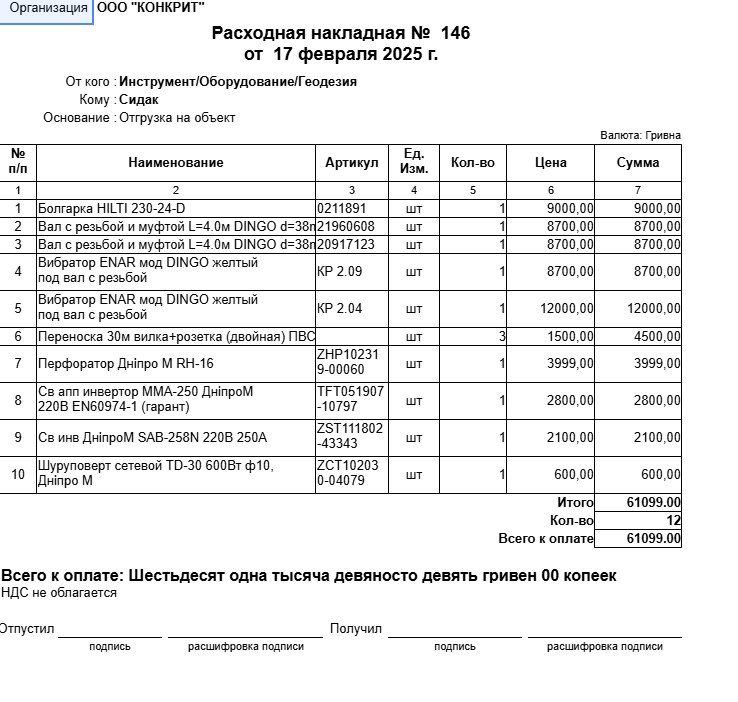 Организация ООО "КОНКРИТ"
Расходная накладная № 146
от 17 февраля 2025 г.
От кого : Инструмент/Оборудование/Геодезия
Кому : Сидак
Основание : Отгрузка на объект
Валюта: Гривна
№ п/п Наименование Артикул Ед. Изм. Кол-во Цена Сумма
1 2 3 4 5 6 7
1 Болгарка HILTI 230-24-D 0211891 шт 1 9000,00 9000,00
2 Вал с резьбой и муфтой L=4.0м DINGO d=38m 21960608 шт 1 8700,00 8700,00
3 Вал с резьбой и муфтой L=4.0м DINGO d=38m 20917123 шт 1 8700,00 8700,00
4 Вибратор ENAR мод DINGO желтый
под вал с резьбой КР 2.09 шт 1 8700,00 8700,00
5 Вибратор ENAR мод DINGO желтый
под вал с резьбой КР 2.04 шт 1 12000,00 12000,00
6 Переноска 30м вилка+розетка (двойная) ПВС шт 3 1500,00 4500,00
7 Перфоратор Дніпро М RH-16 ZHP10231
9-00060 шт 1 3999,00 3999,00
8 Св апп инвертор ММА-250 ДніпроМ
220В EN60974-1 (гарант) TFT051907
-10797 шт 1 2800,00 2800,00
9 Св инв ДніпроМ SAB-258N 220В 250А ZST111802
-43343 шт 1 2100,00 2100,00
10 Шуруповерт сетевой TD-30 600Вт ф10,
Дніпро М ZCT10203
0-04079 шт 1 600,00 600,00
Итого 61099.00
Кол-во 12
Всего к оплате 61099.00
Всего к оплате: Шестьдесят одна тысяча девяносто девять гривен 00 копеек
НДС не облагается
Отпустил Получил
подпись расшифровка подписи подпись расшифровка подписи